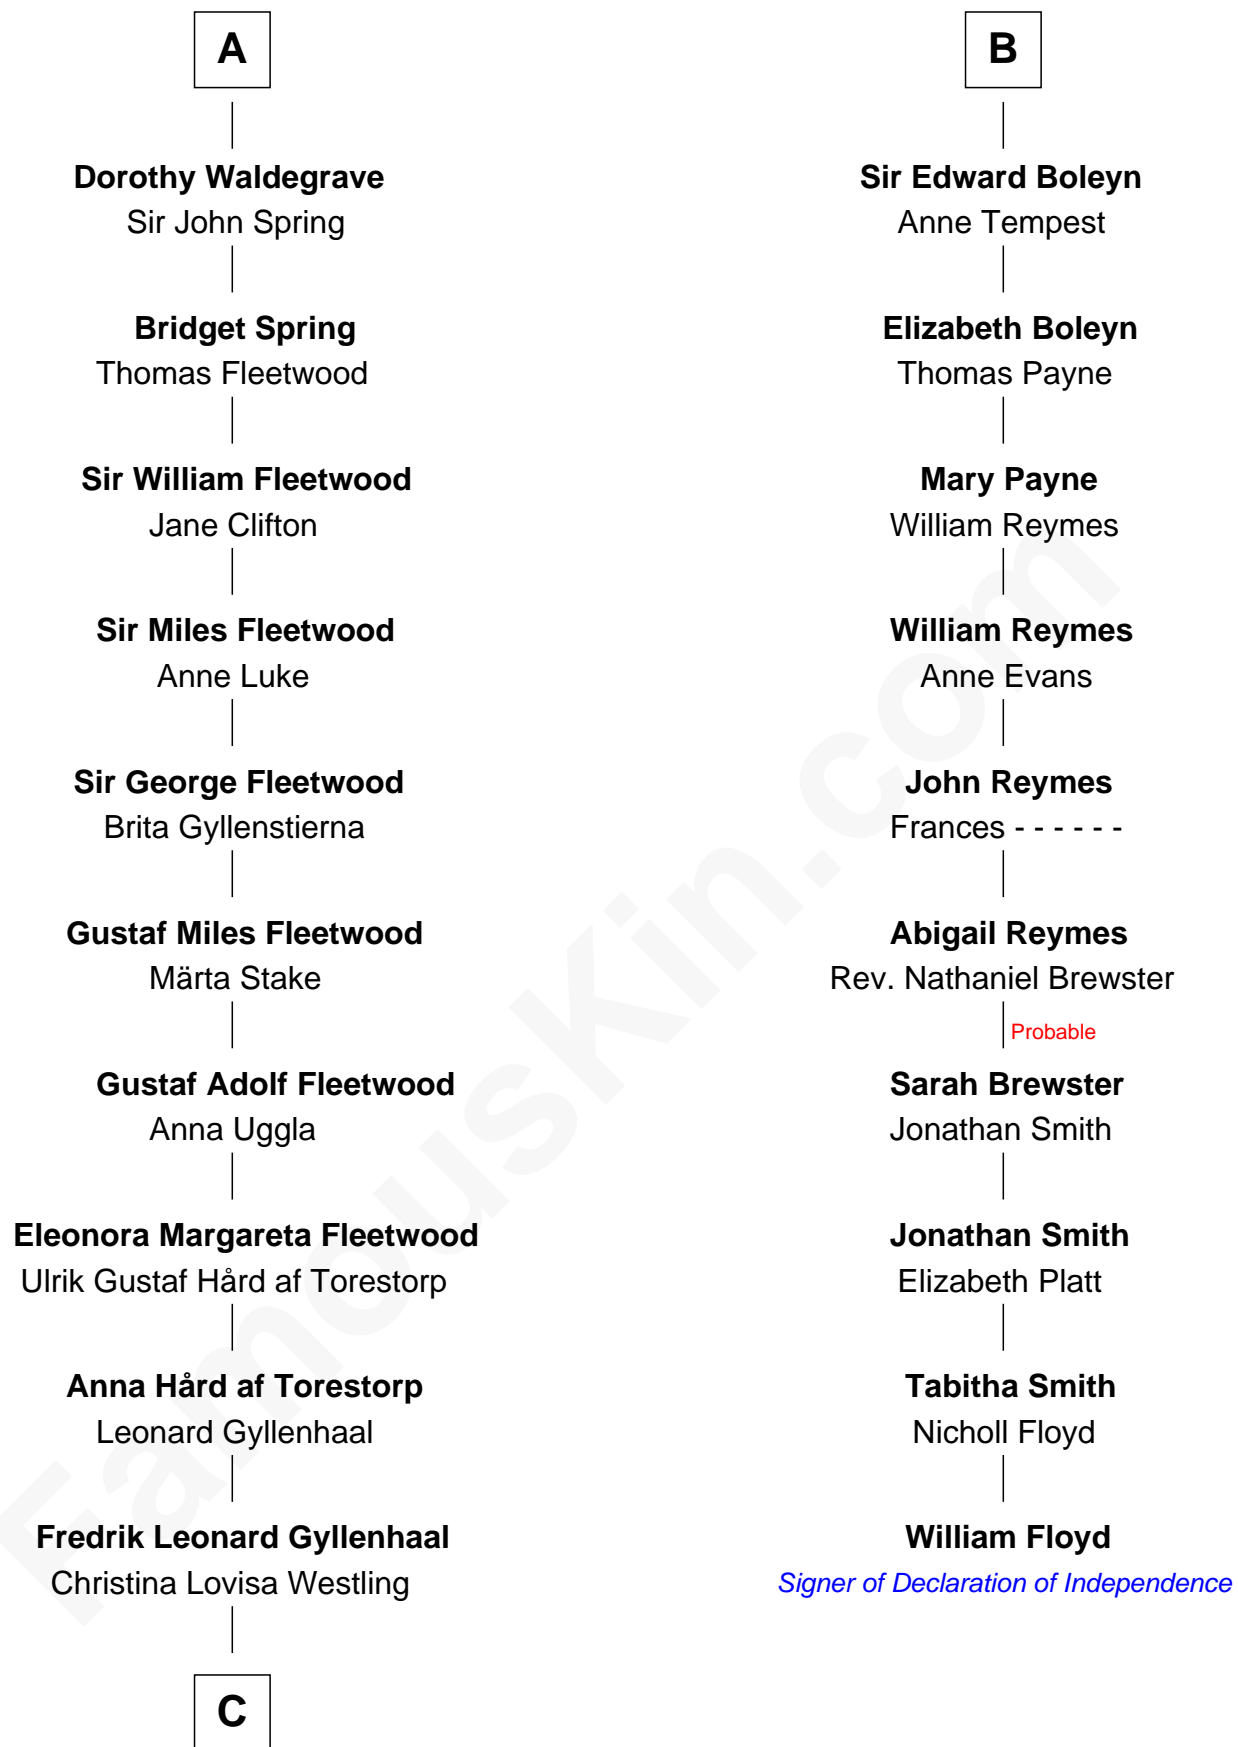 A
Dorothy Waldegrave
Sir John Spring
Bridget Spring
Thomas Fleetwood
Sir William Fleetwood
Jane Clifton
Sir Miles Fleetwood
Anne Luke
Sir George Fleetwood
Brita Gyllenstierna
Gustaf Miles Fleetwood
Märta Stake
Gustaf Adolf Fleetwood
Anna Uggla
Eleonora Margareta Fleetwood
Ulrik Gustaf Hård af Torestorp
Anna Hård af Torestorp
Leonard Gyllenhaal
Fredrik Leonard Gyllenhaal
Christina Lovisa Westling
C
B
Sir Edward Boleyn
Anne Tempest
Elizabeth Boleyn
Thomas Payne
Mary Payne
William Reymes
William Reymes
Anne Evans
John Reymes
Frances - - - - - -
Abigail Reymes
Rev. Nathaniel Brewster
Probable
Sarah Brewster
Jonathan Smith
Jonathan Smith
Elizabeth Platt
Tabitha Smith
Nicholl Floyd
William Floyd
Signer of Declaration of Independence
FamousKin.com